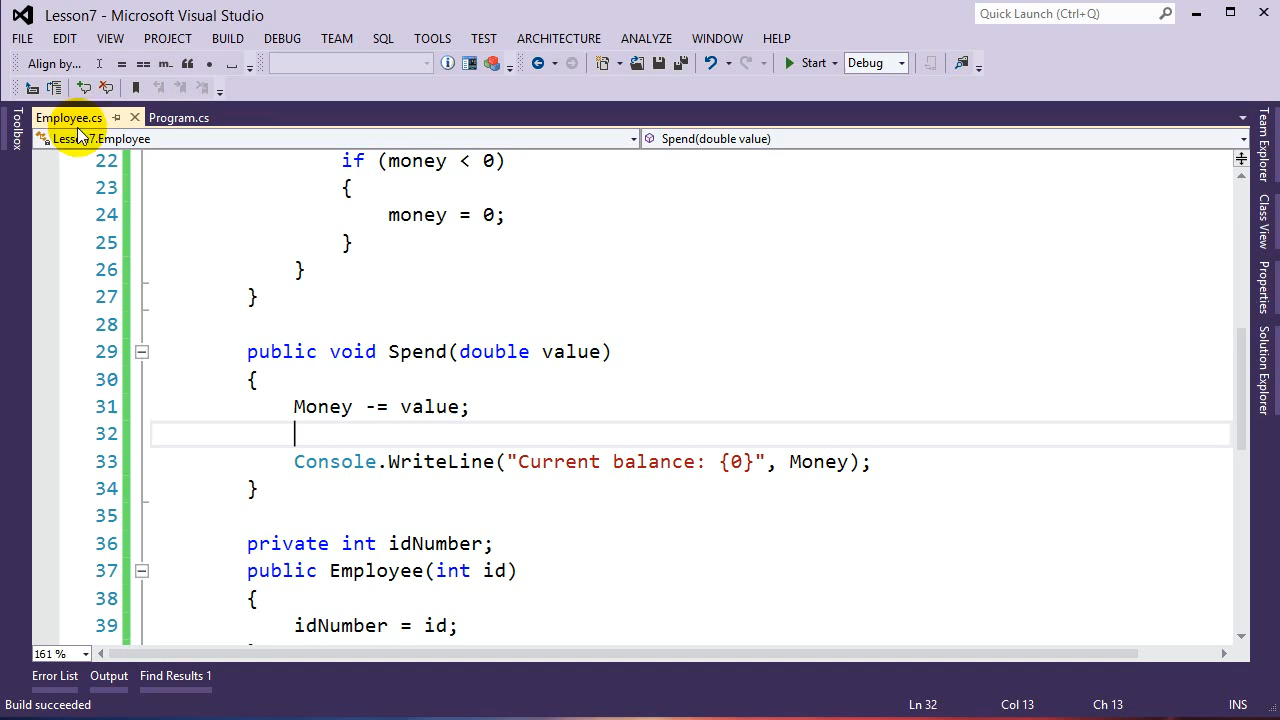 Lesson7 - Microsoft Visual Studio
Quick Launch (Ctrl+Q)
FILE EDIT VIEW PROJECT BUILD DEBUG TEAM SQL TOOLS TEST ARCHITECTURE ANALYZE WINDOW HELP
Align by... Start Debug
Employee.cs Program.cs
Lesson7.Employee Spend(double value)
Toolbox
22 if (money < 0)
23 {
24 money = 0;
25 }
26 }
27 }
28
29 public void Spend(double value)
30 {
31 Money -= value;
32
33 Console.WriteLine("Current balance: {0}", Money);
34 }
35
36 private int idNumber;
37 public Employee(int id)
38 {
39 idNumber = id;
Team Explorer
Class View
Properties
Solution Explorer
161 %
Error List Output Find Results 1
Build succeeded Ln 32 Col 13 Ch 13 INS